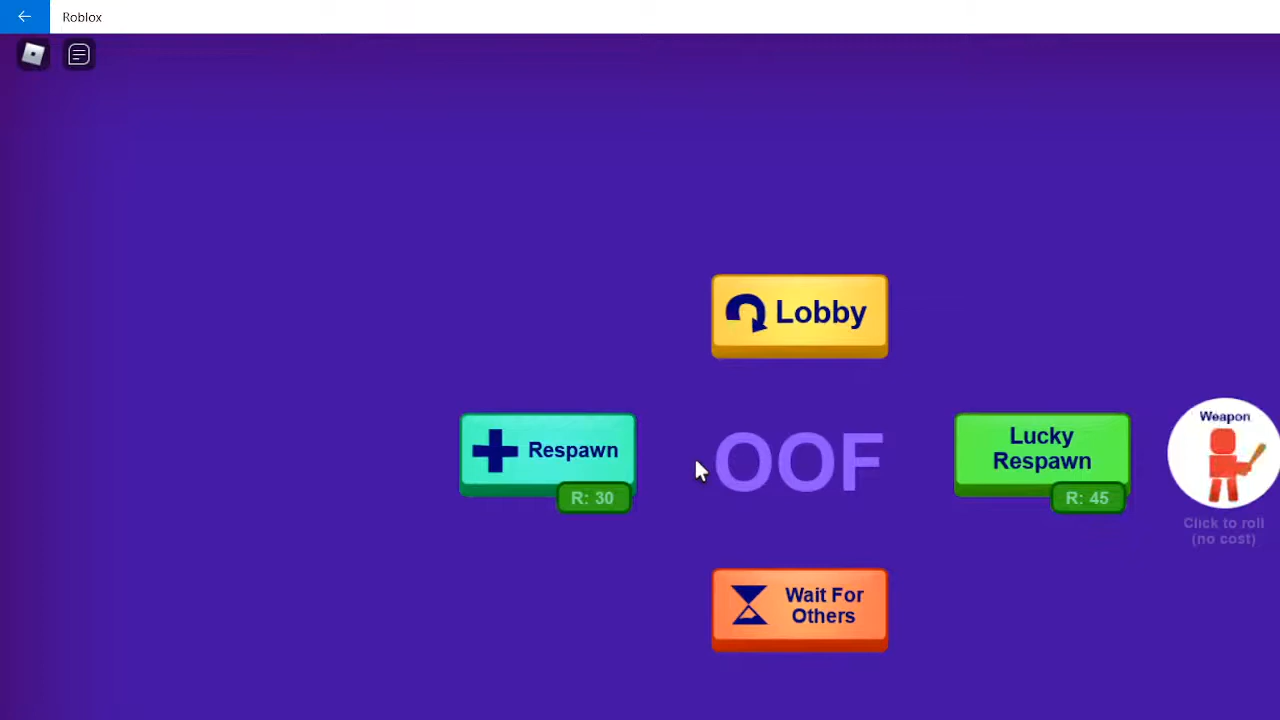 Roblox
Lobby
Respawn
R: 30
OOF
Lucky
Respawn
R: 45
Weapon
Click to roll
(no cost)
Wait For
Others